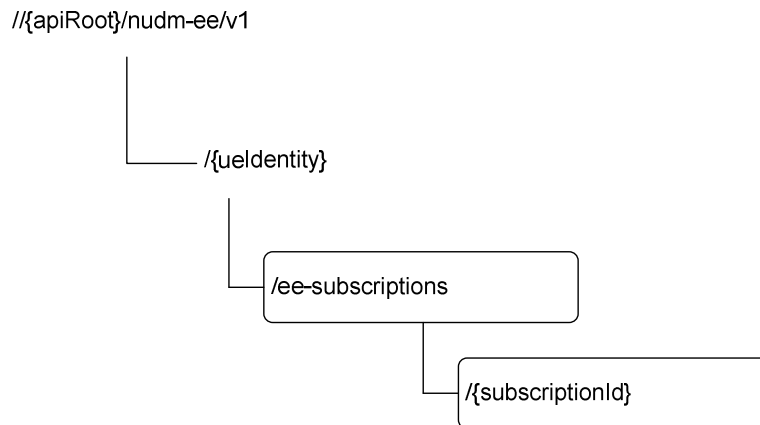 //{apiRoot}/nudm-ee/v1
/{ueIdentity}
/ee-subscriptions
/{subscriptionId}